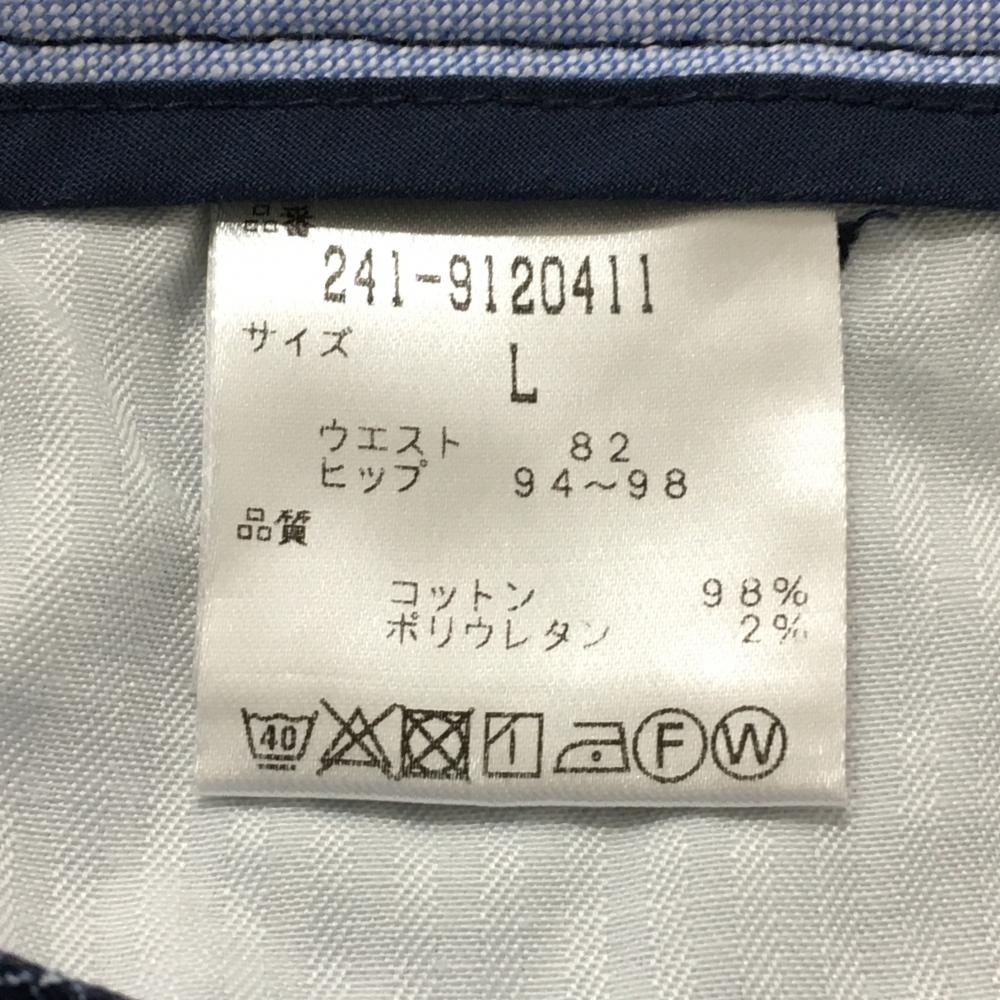 品番
241-9120411
サイズ
L
ウエスト 82
ヒップ 94~98
品質
コットン 98%
ポリウレタン 2%
40 F W